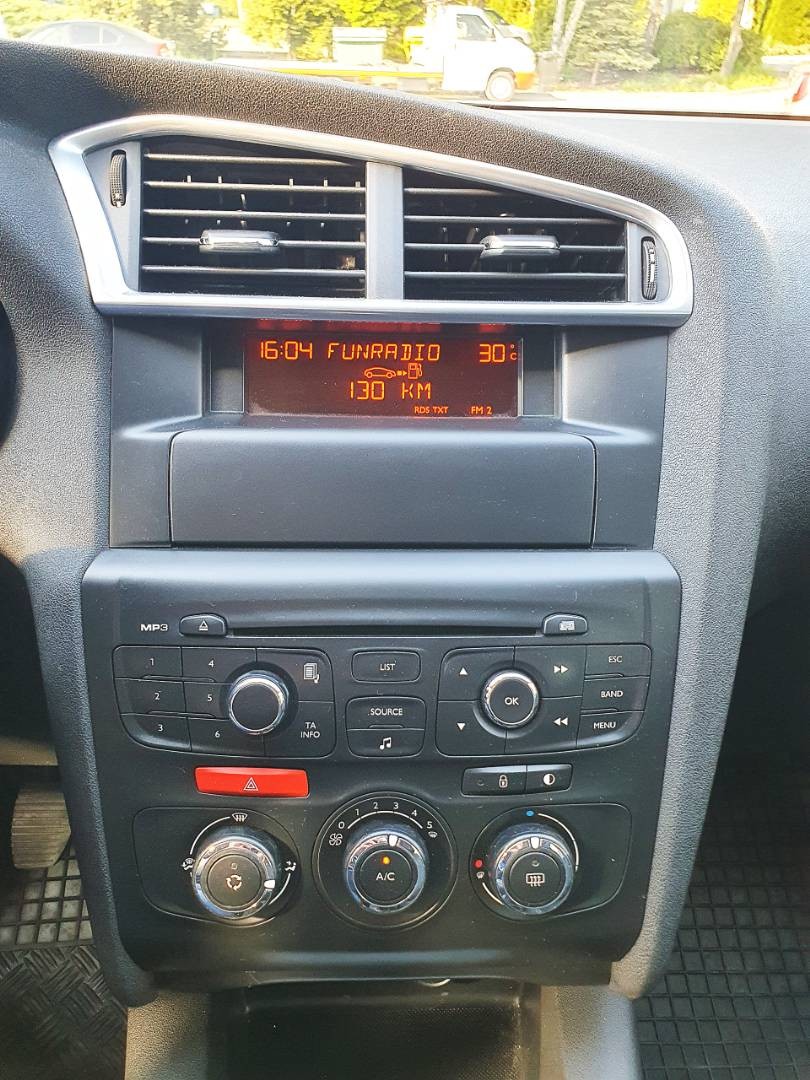 16:04 FUNRADIO 30°C
130 KM
RDS TXT FM 2
MP3
1 4
LIST
ESC
2 5
OK
SOURCE
BAND
3 6
TA
INFO
MENU
0 1 2 3 4 5
A/C